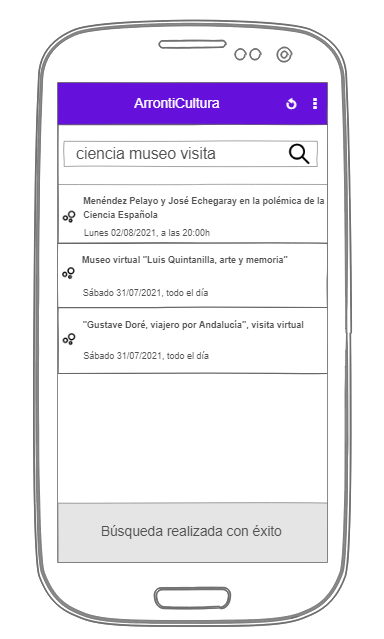 ArrontiCultura
ciencia museo visita
Menéndez Pelayo y José Echegaray en la polémica de la
Ciencia Española
Lunes 02/08/2021, a las 20:00h
Museo virtual "Luis Quintanilla, arte y memoria"
Sábado 31/07/2021, todo el día
"Gustave Doré, viajero por Andalucía", visita virtual
Sábado 31/07/2021, todo el día
Búsqueda realizada con éxito